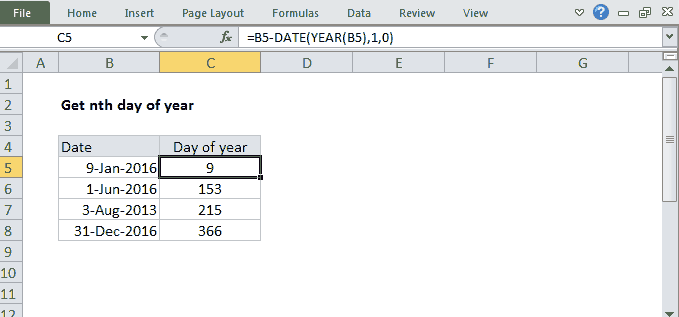 File Home Insert Page Layout Formulas Data Review View
C5 fx =B5-DATE(YEAR(B5),1,0)
A B C D E F G
1
2 Get nth day of year
3
4 Date Day of year
5 9-Jan-2016 9
6 1-Jun-2016 153
7 3-Aug-2013 215
8 31-Dec-2016 366
9
10
11
12